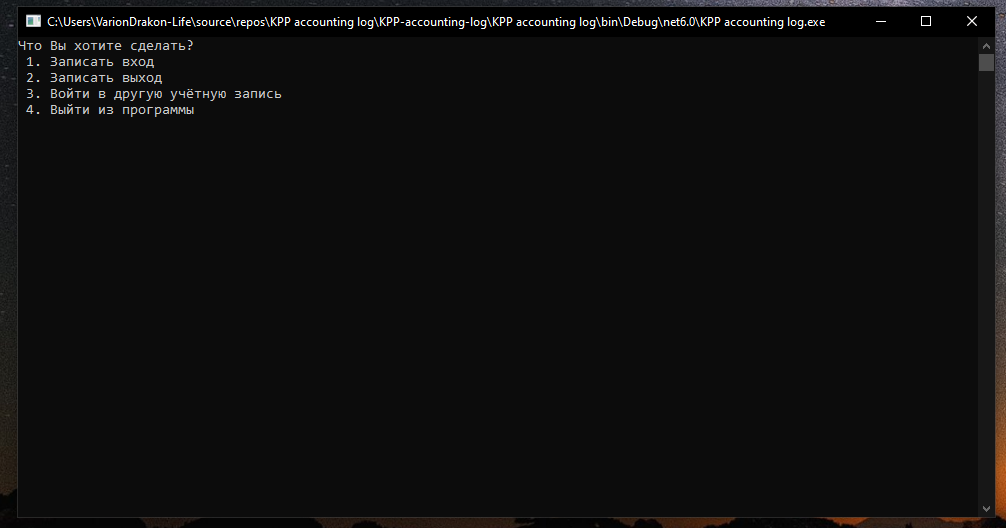 C:\Users\VarionDrakon-Life\source\repos\KPP accounting log\KPP-accounting-log\KPP accounting log\bin\Debug\net6.0\KPP accounting log.exe
Что Вы хотите сделать?
1. Записать вход
2. Записать выход
3. Войти в другую учётную запись
4. Выйти из программы